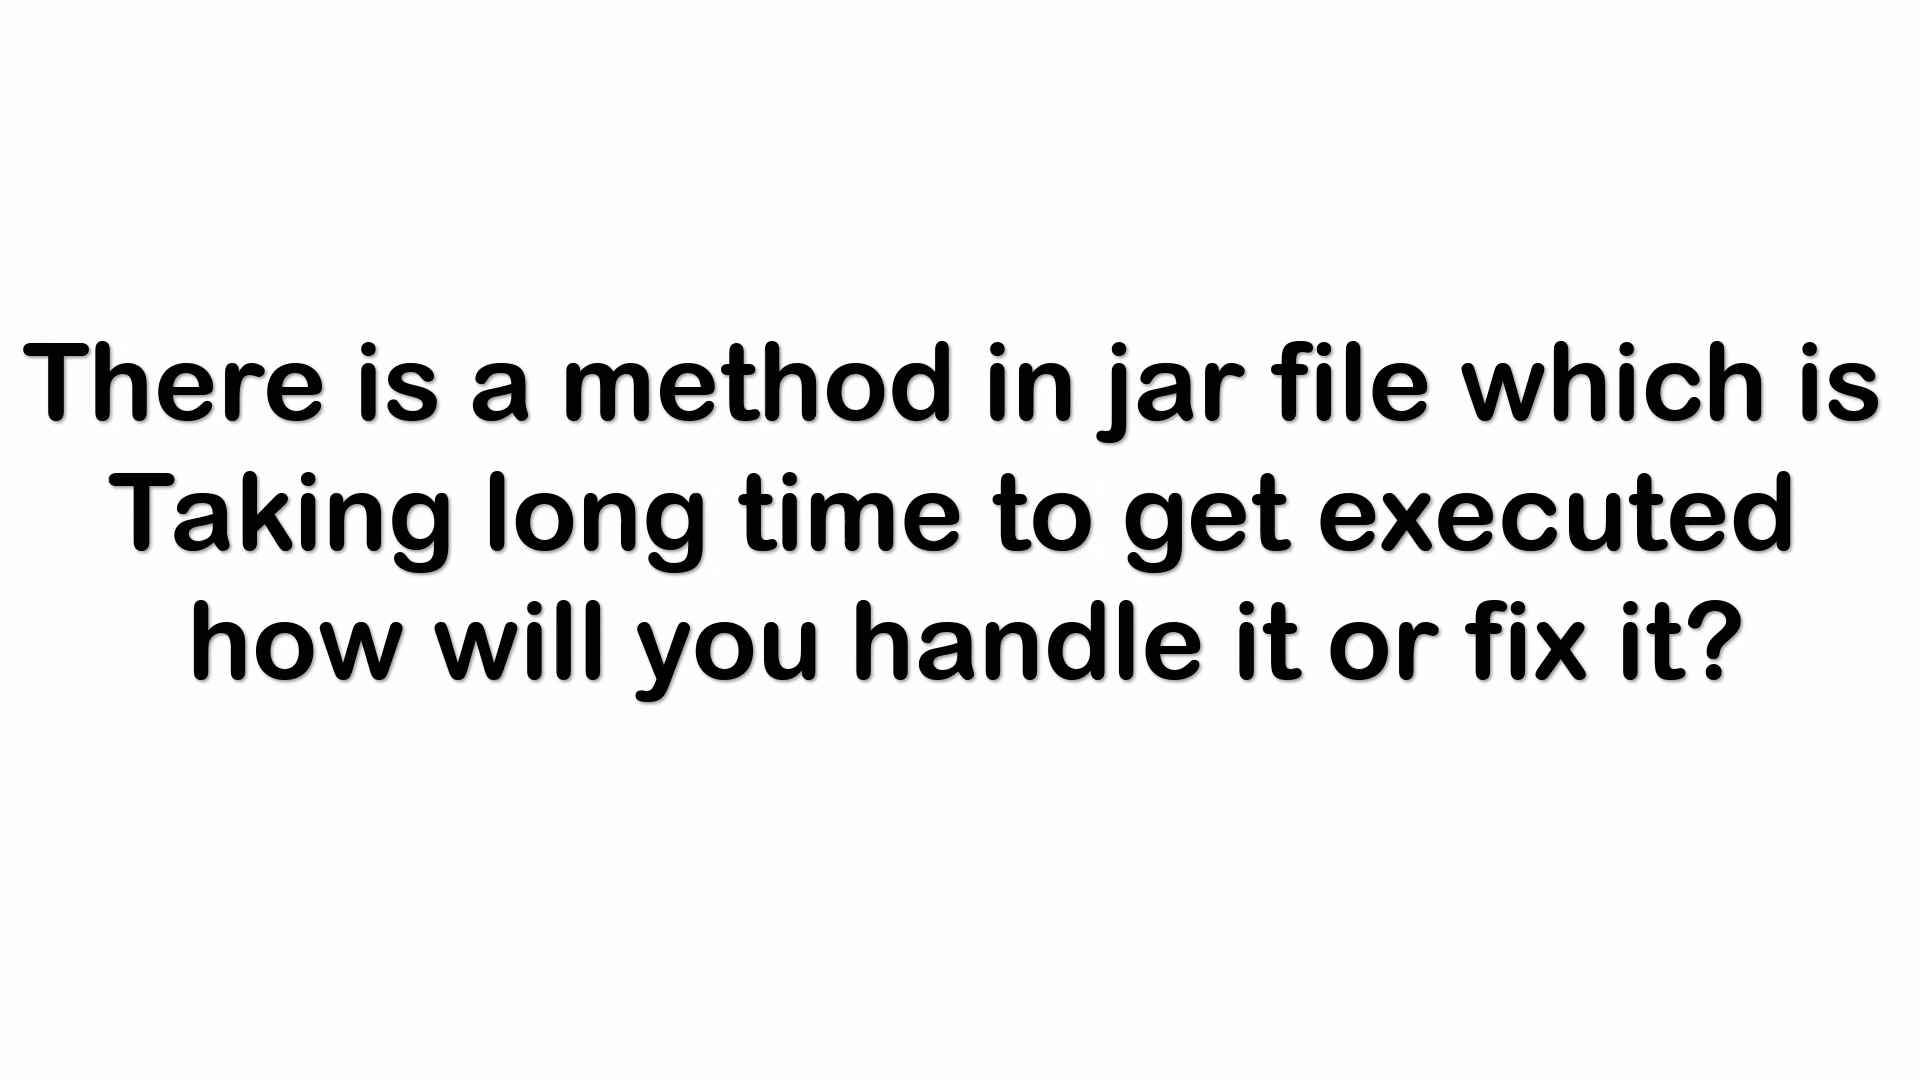 There is a method in jar file which is
Taking long time to get executed
how will you handle it or fix it?